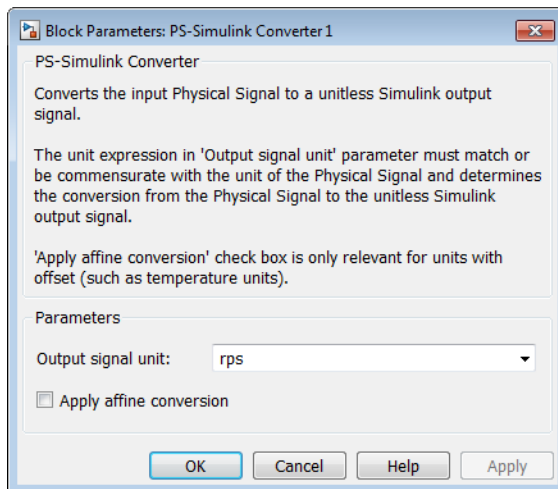 Block Parameters: PS-Simulink Converter1
PS-Simulink Converter
Converts the input Physical Signal to a unitless Simulink output
signal.
The unit expression in 'Output signal unit' parameter must match or
be commensurate with the unit of the Physical Signal and determines
the conversion from the Physical Signal to the unitless Simulink
output signal.
'Apply affine conversion' check box is only relevant for units with
offset (such as temperature units).
Parameters
Output signal unit: rps
Apply affine conversion
OK Cancel Help Apply